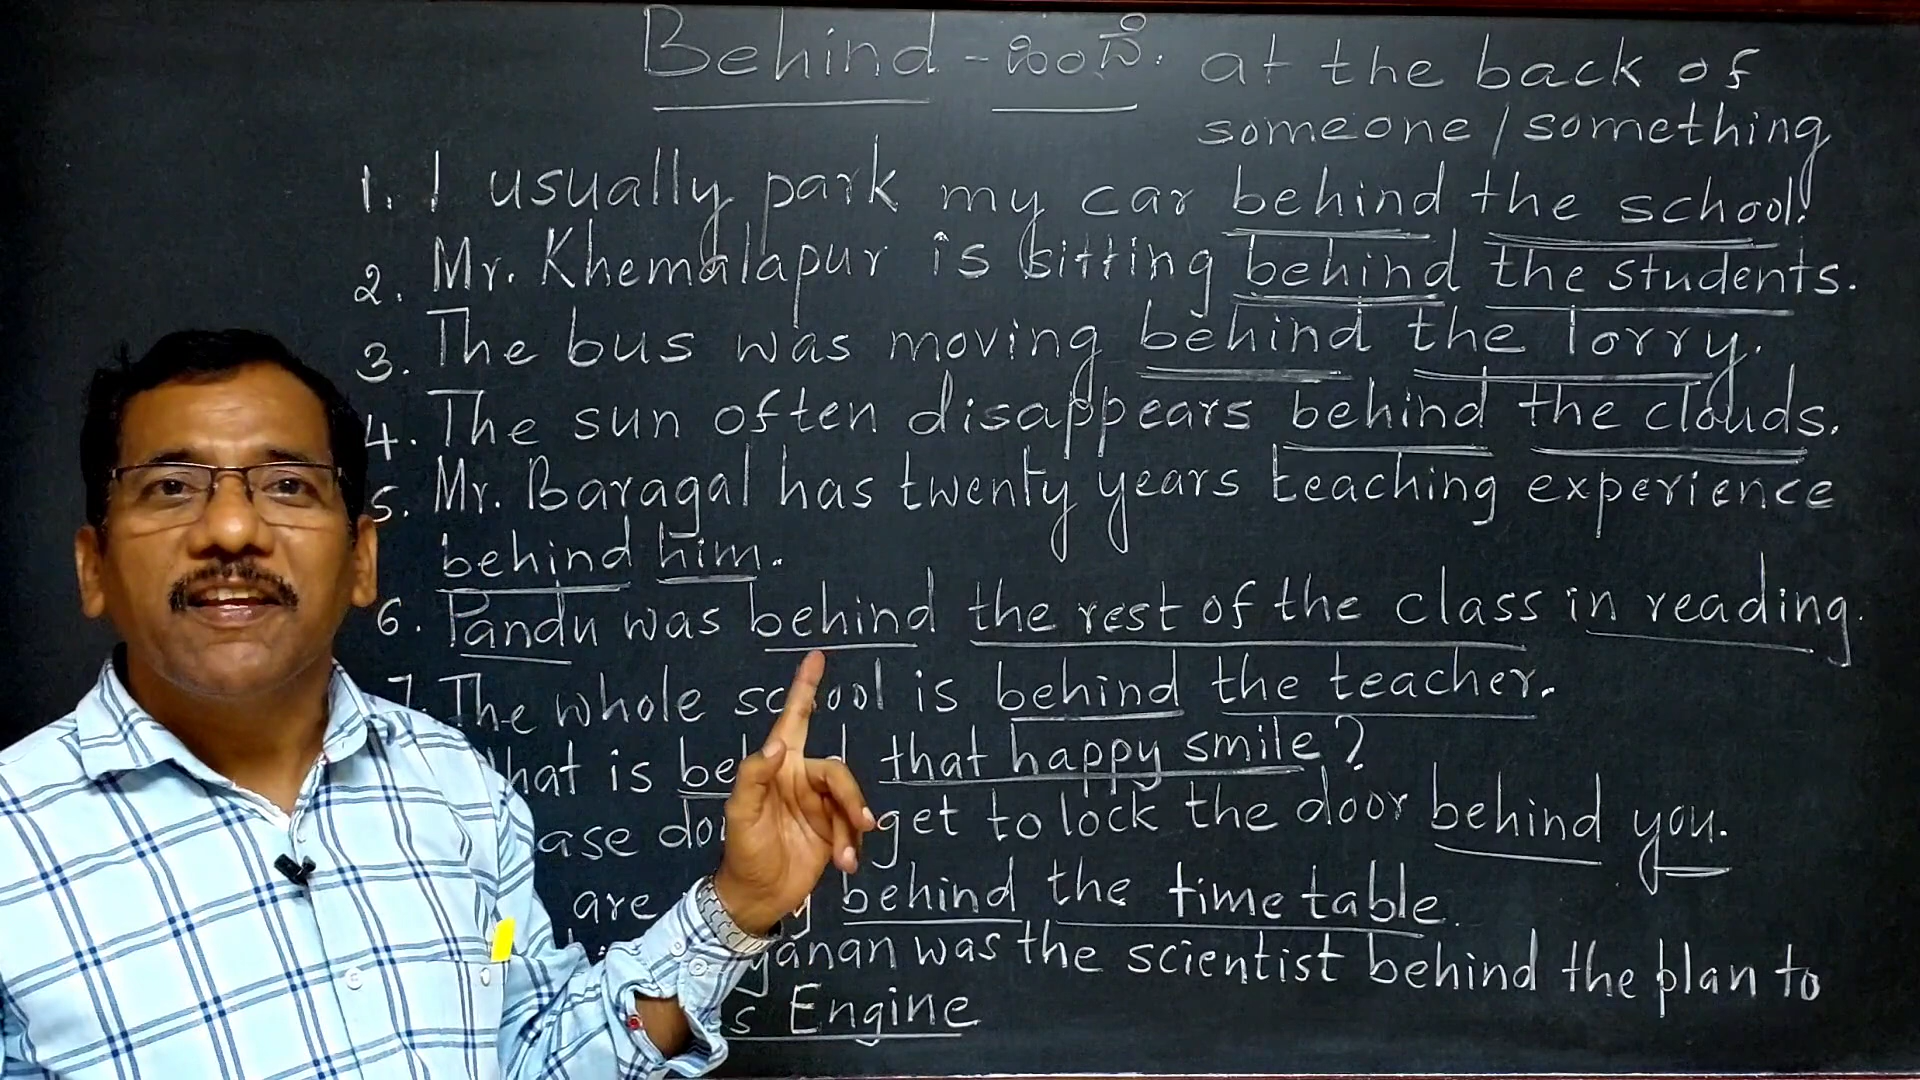 Behind - ಹಿಂದೆ. at the back of
someone / something
1. I usually park my car behind the school.
2. Mr. Khemalapur is sitting behind the students.
3. The bus was moving behind the lorry.
4. The sun often disappears behind the clouds.
5. Mr. Baragal has twenty years teaching experience
behind him.
6. Pandu was behind the rest of the class in reading.
7. The whole school is behind the teacher.
hat is that happy smile?
ase get to lock the door behind you.
are behind the time table.
yanan was the scientist behind the plan to
s Engine